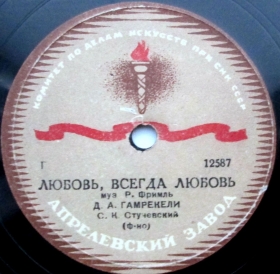 КОМИТЕТ ПО ДЕЛАМ ИСКУССТВ ПРИ СНК СССР
Г 12587
ЛЮБОВЬ, ВСЕГДА ЛЮБОВЬ
муз Р. Фримль
Д. А. ГАМРЕКЕЛИ
С. К. Стучевский
(Ф-но)
АПРЕЛЕВСКИЙ ЗАВОД